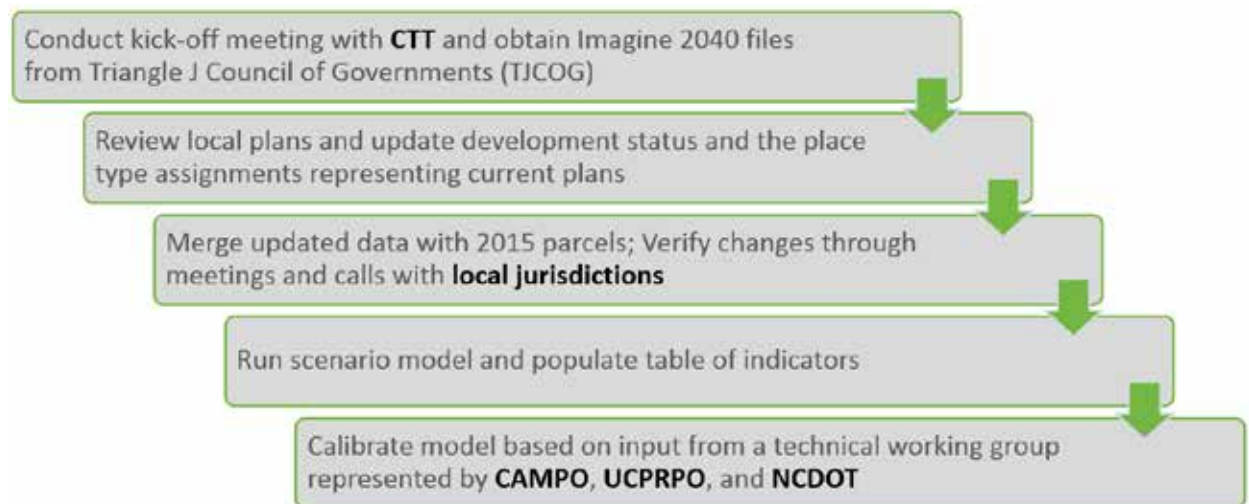 Conduct kick-off meeting with CTT and obtain Imagine 2040 files
from Triangle J Council of Governments (TJCOG)
Review local plans and update development status and the place
type assignments representing current plans
Merge updated data with 2015 parcels; Verify changes through
meetings and calls with local jurisdictions
Run scenario model and populate table of indicators
Calibrate model based on input from a technical working group
represented by CAMPO, UCPRPO, and NCDOT